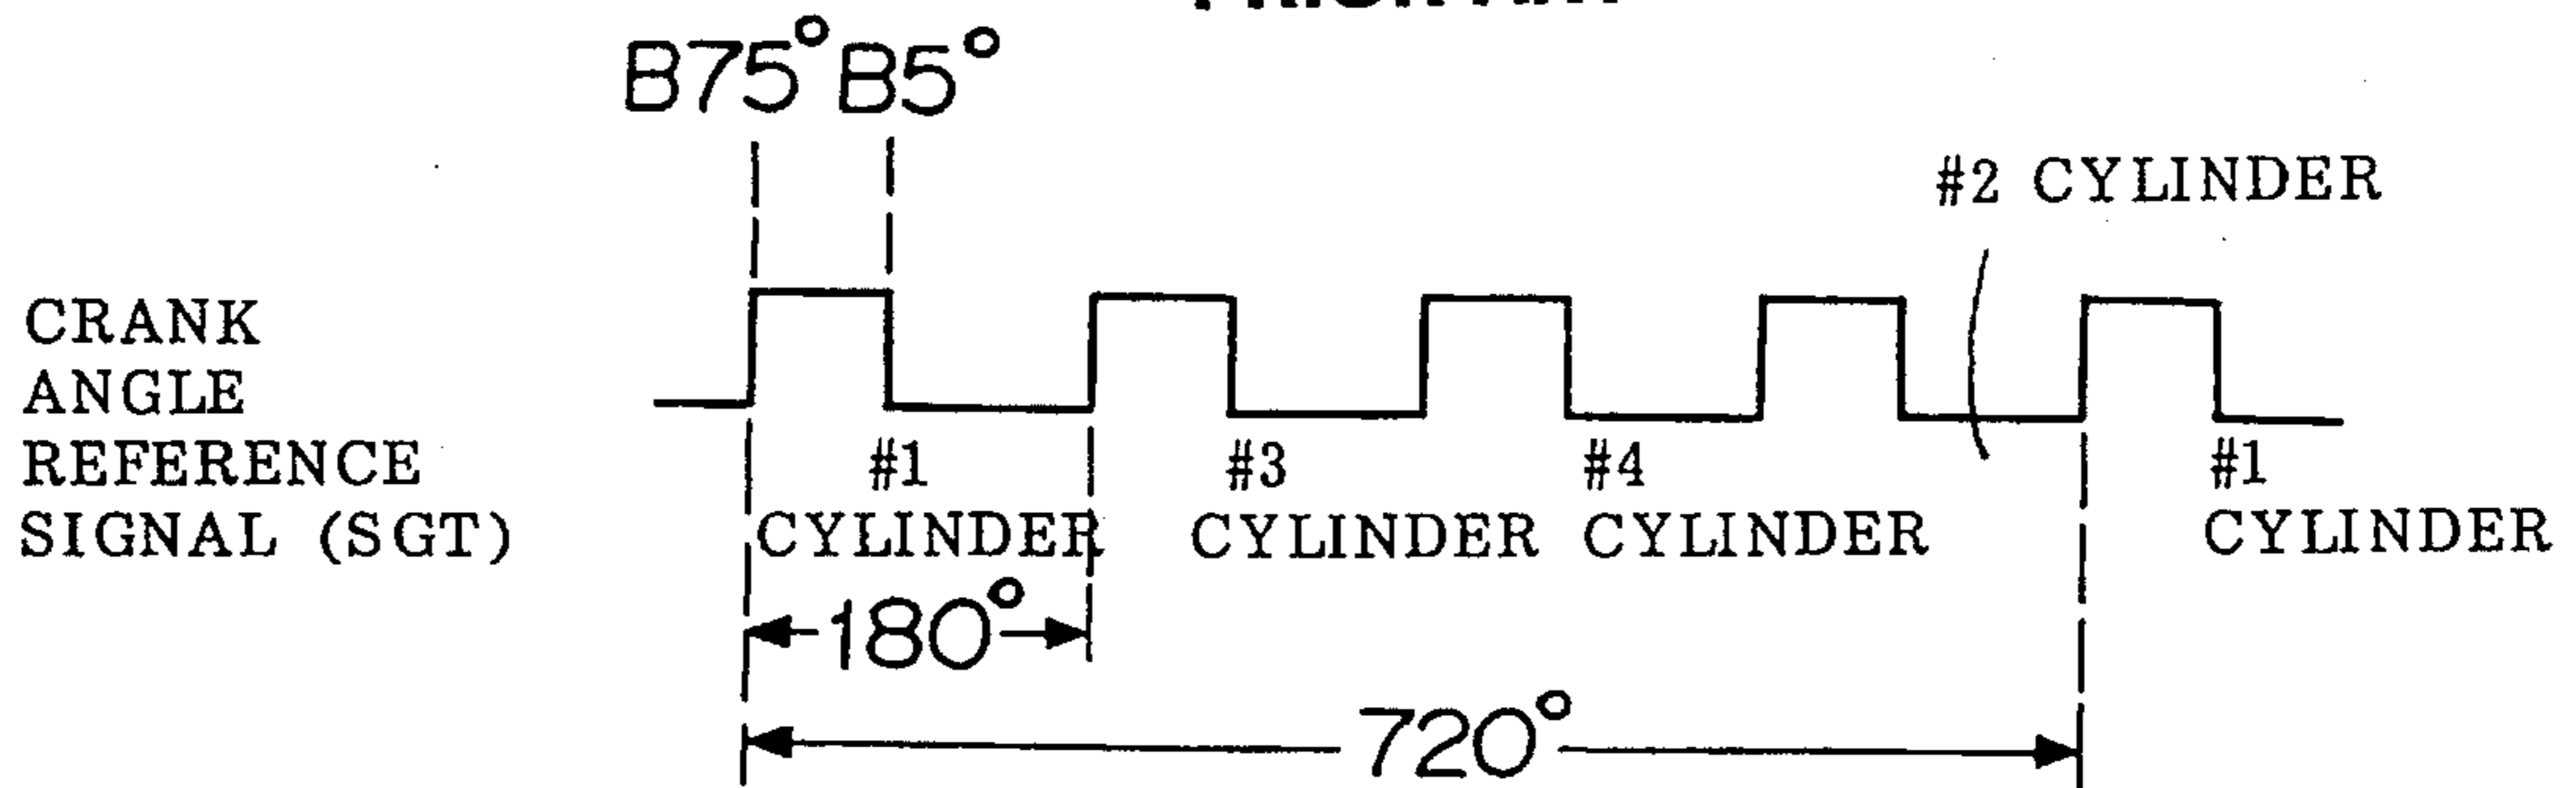 B75° B5°
#2 CYLINDER
CRANK
ANGLE
REFERENCE
SIGNAL (SGT)
#1
CYLINDER
#3
CYLINDER
#4
CYLINDER
#1
CYLINDER
180°
720°